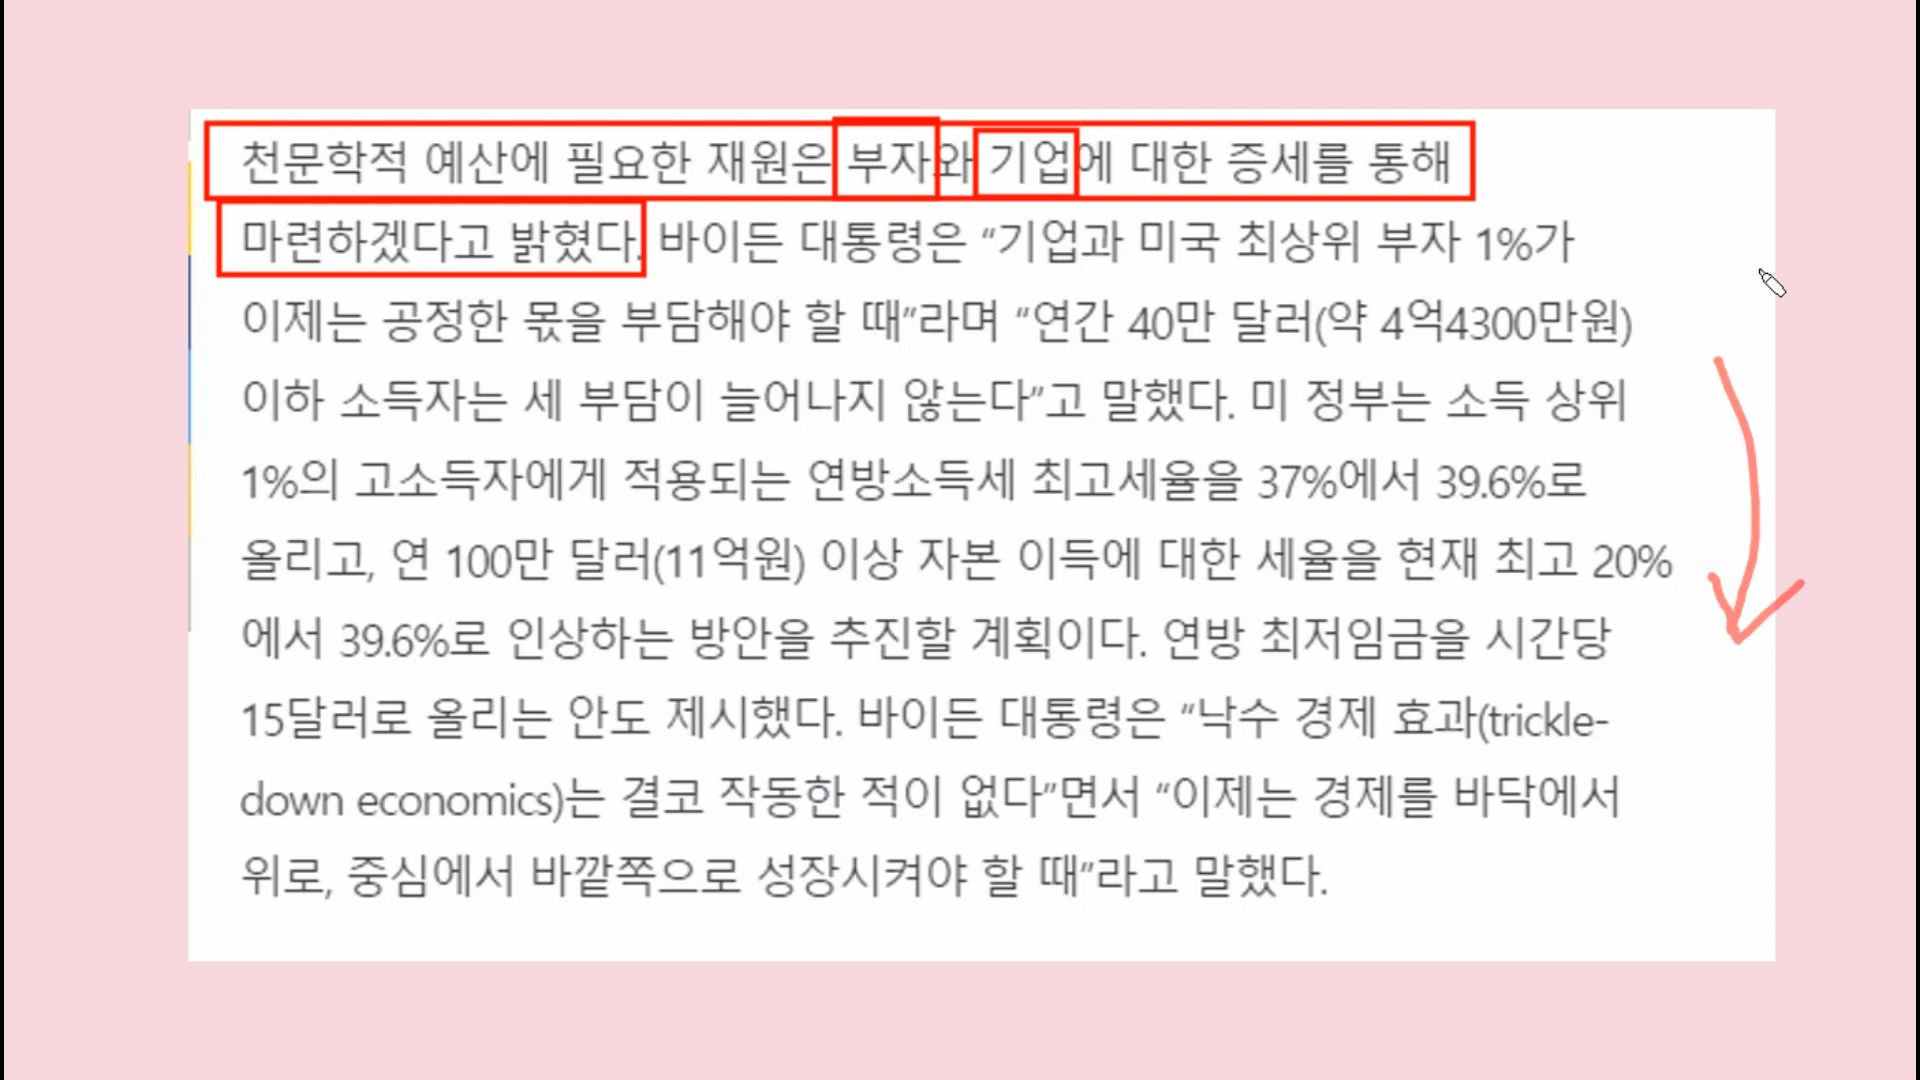 천문학적 예산에 필요한 재원은 부자와 기업에 대한 증세를 통해
마련하겠다고 밝혔다. 바이든 대통령은 “기업과 미국 최상위 부자 1%가
이제는 공정한 몫을 부담해야 할 때”라며 “연간 40만 달러(약 4억4300만원)
이하 소득자는 세 부담이 늘어나지 않는다”고 말했다. 미 정부는 소득 상위
1%의 고소득자에게 적용되는 연방소득세 최고세율을 37%에서 39.6%로
올리고, 연 100만 달러(11억원) 이상 자본 이득에 대한 세율을 현재 최고 20%
에서 39.6%로 인상하는 방안을 추진할 계획이다. 연방 최저임금을 시간당
15달러로 올리는 안도 제시했다. 바이든 대통령은 “낙수 경제 효과(trickle-
down economics)는 결코 작동한 적이 없다”면서 “이제는 경제를 바닥에서
위로, 중심에서 바깥쪽으로 성장시켜야 할 때”라고 말했다.